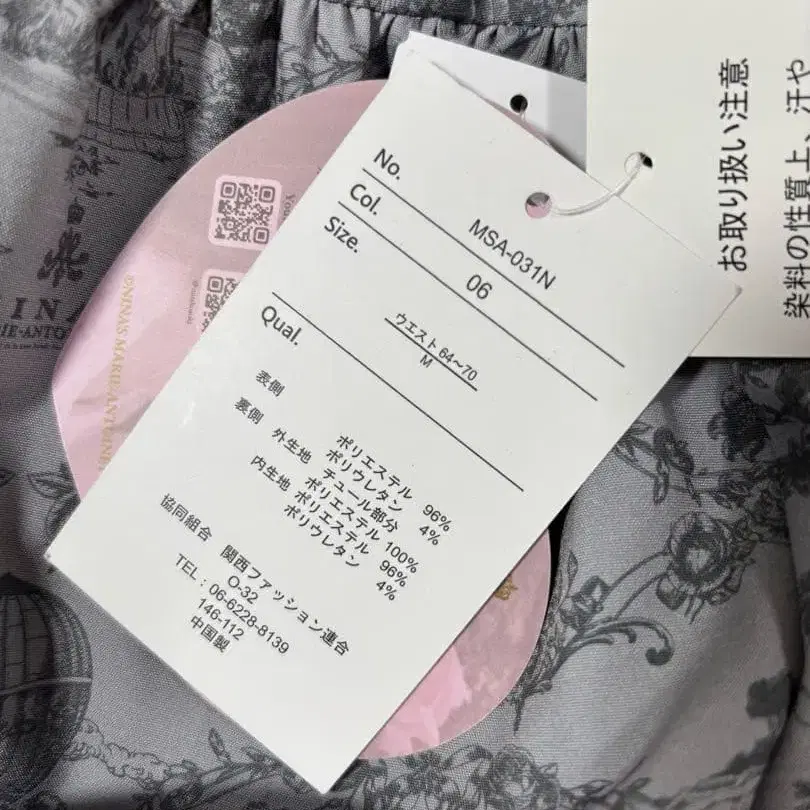 No.
MSA-031N
Col.
06
Size.
ウエスト64~70
M
Qual.
表側
ポリエステル 96%
ポリウレタン 4%
裏側 外生地 チュール部分
ポリエステル 100%
内生地 ポリエステル 96%
ポリウレタン 4%
協同組合 関西ファッション連合
O-32
TEL:06-6228-8139
146-112
中国製
お取り扱い注意
染料の性質上、汗や
©NINAS MARIE ANTOINE